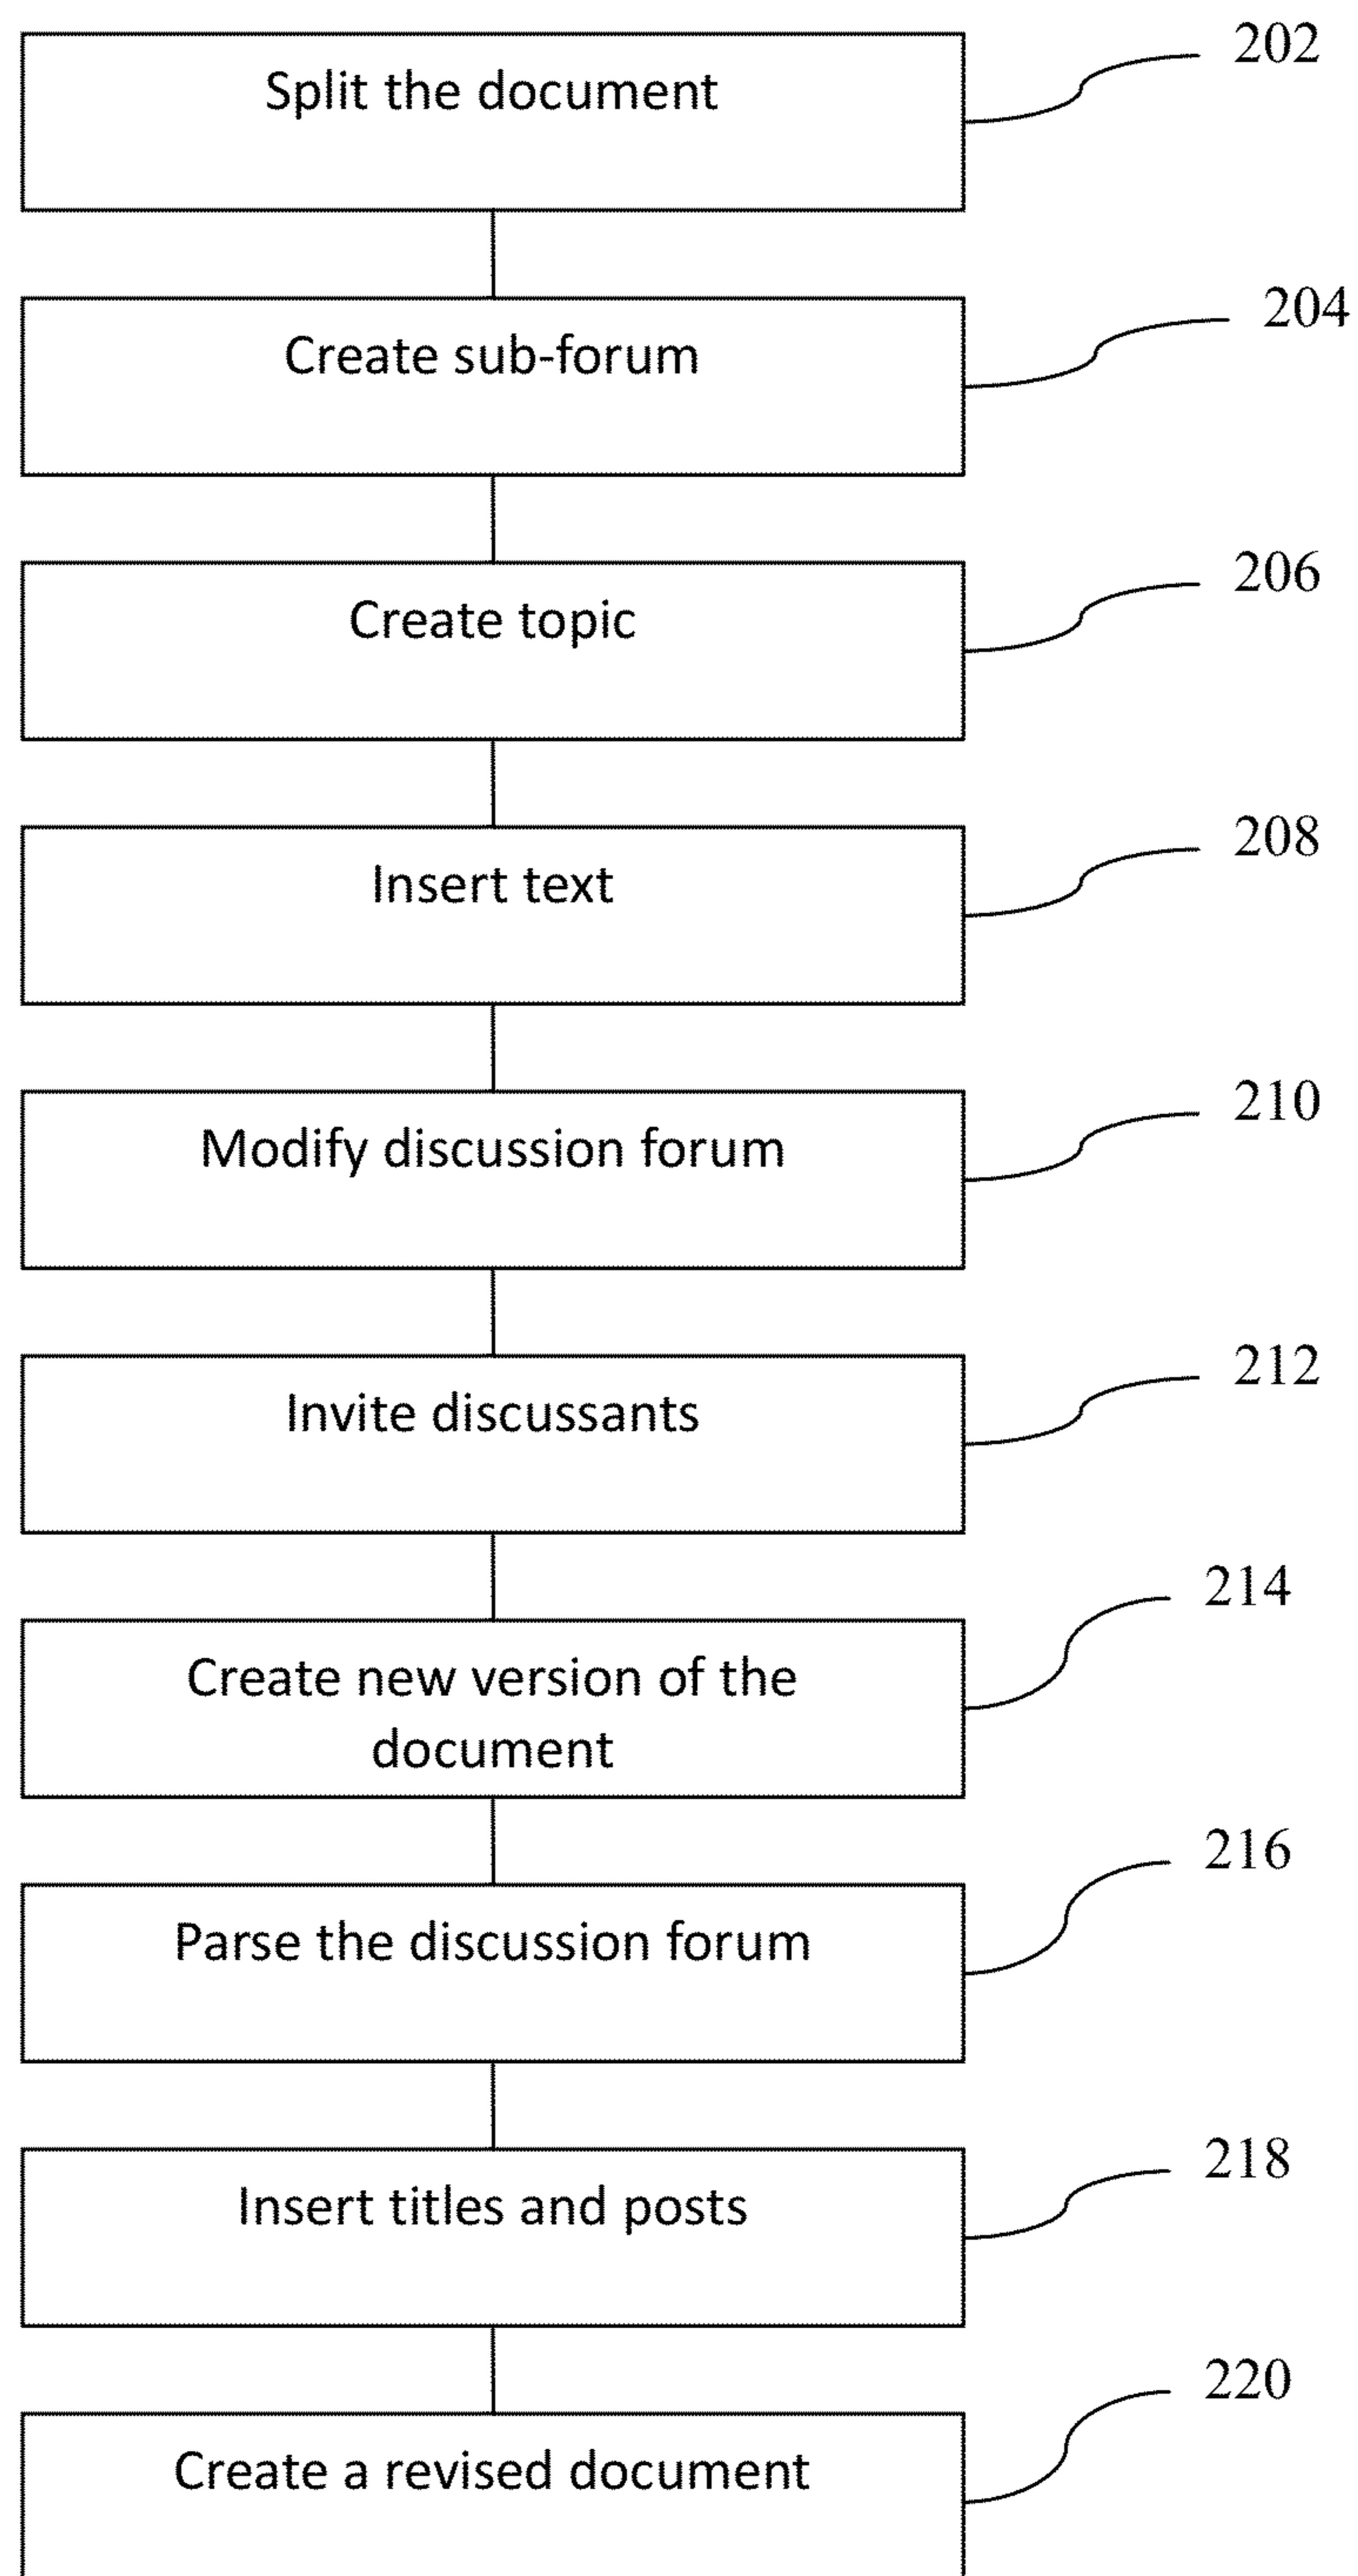 Split the document
202
Create sub-forum
204
Create topic
206
Insert text
208
Modify discussion forum
210
Invite discussants
212
Create new version of the
document
214
Parse the discussion forum
216
Insert titles and posts
218
Create a revised document
220